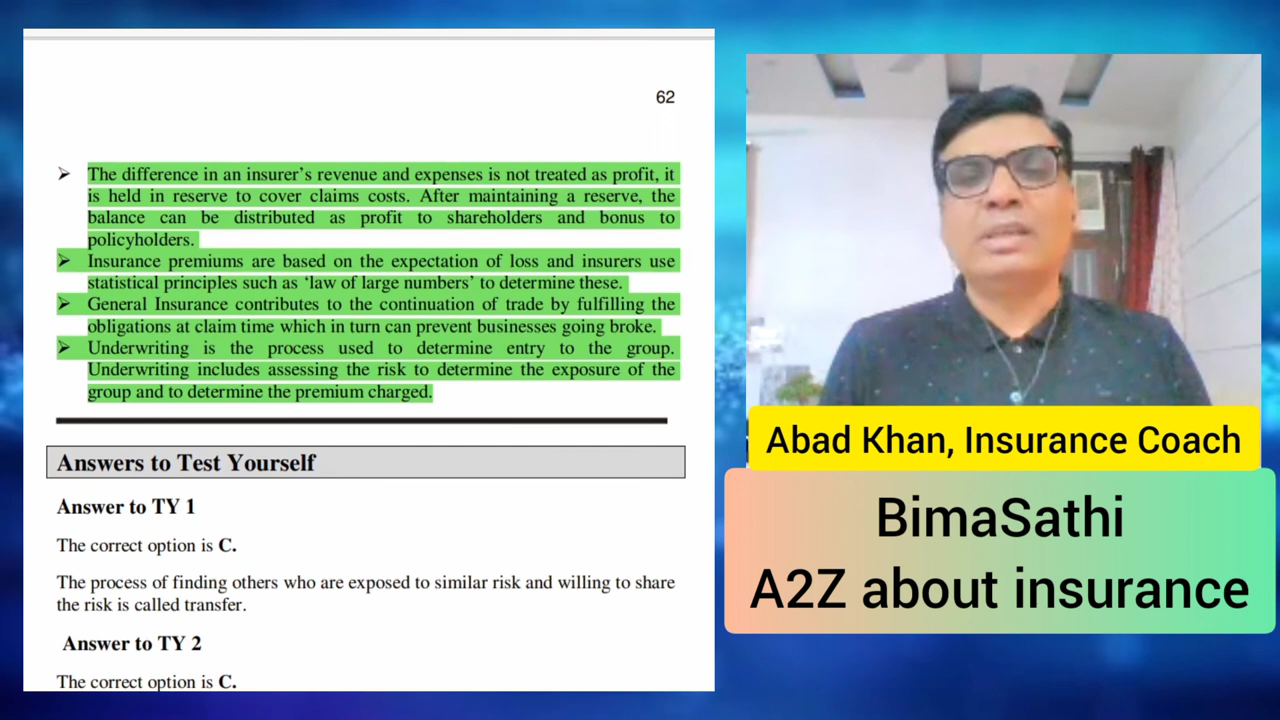 62
➢ The difference in an insurer’s revenue and expenses is not treated as profit, it
is held in reserve to cover claims costs. After maintaining a reserve, the
balance can be distributed as profit to shareholders and bonus to
policyholders.
➢ Insurance premiums are based on the expectation of loss and insurers use
statistical principles such as ‘law of large numbers’ to determine these.
➢ General Insurance contributes to the continuation of trade by fulfilling the
obligations at claim time which in turn can prevent businesses going broke.
➢ Underwriting is the process used to determine entry to the group.
Underwriting includes assessing the risk to determine the exposure of the
group and to determine the premium charged.
Answers to Test Yourself
Answer to TY 1
The correct option is C.
The process of finding others who are exposed to similar risk and willing to share
the risk is called transfer.
Answer to TY 2
The correct option is C.
Abad Khan, Insurance Coach
BimaSathi
A2Z about insurance